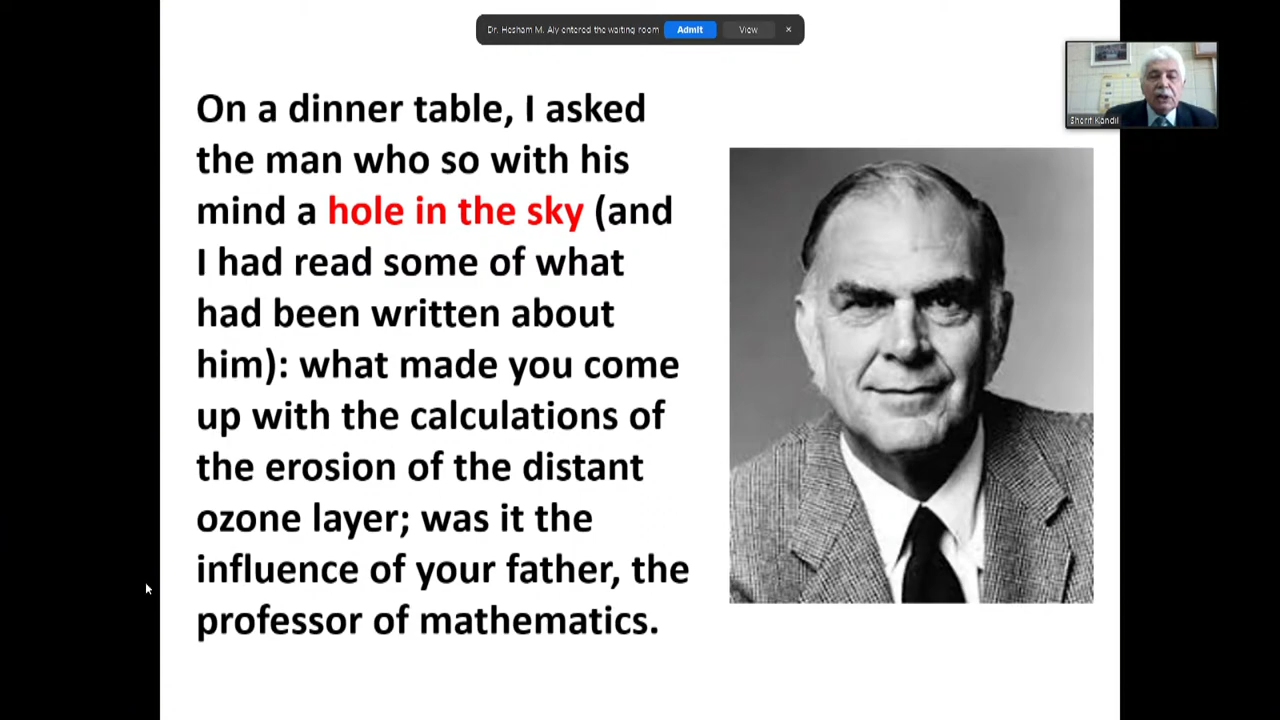 Dr. Hesham M. Aly entered the waiting room Admit View ×
Sherif Kandil
On a dinner table, I asked
the man who so with his
mind a hole in the sky (and
I had read some of what
had been written about
him): what made you come
up with the calculations of
the erosion of the distant
ozone layer; was it the
influence of your father, the
professor of mathematics.